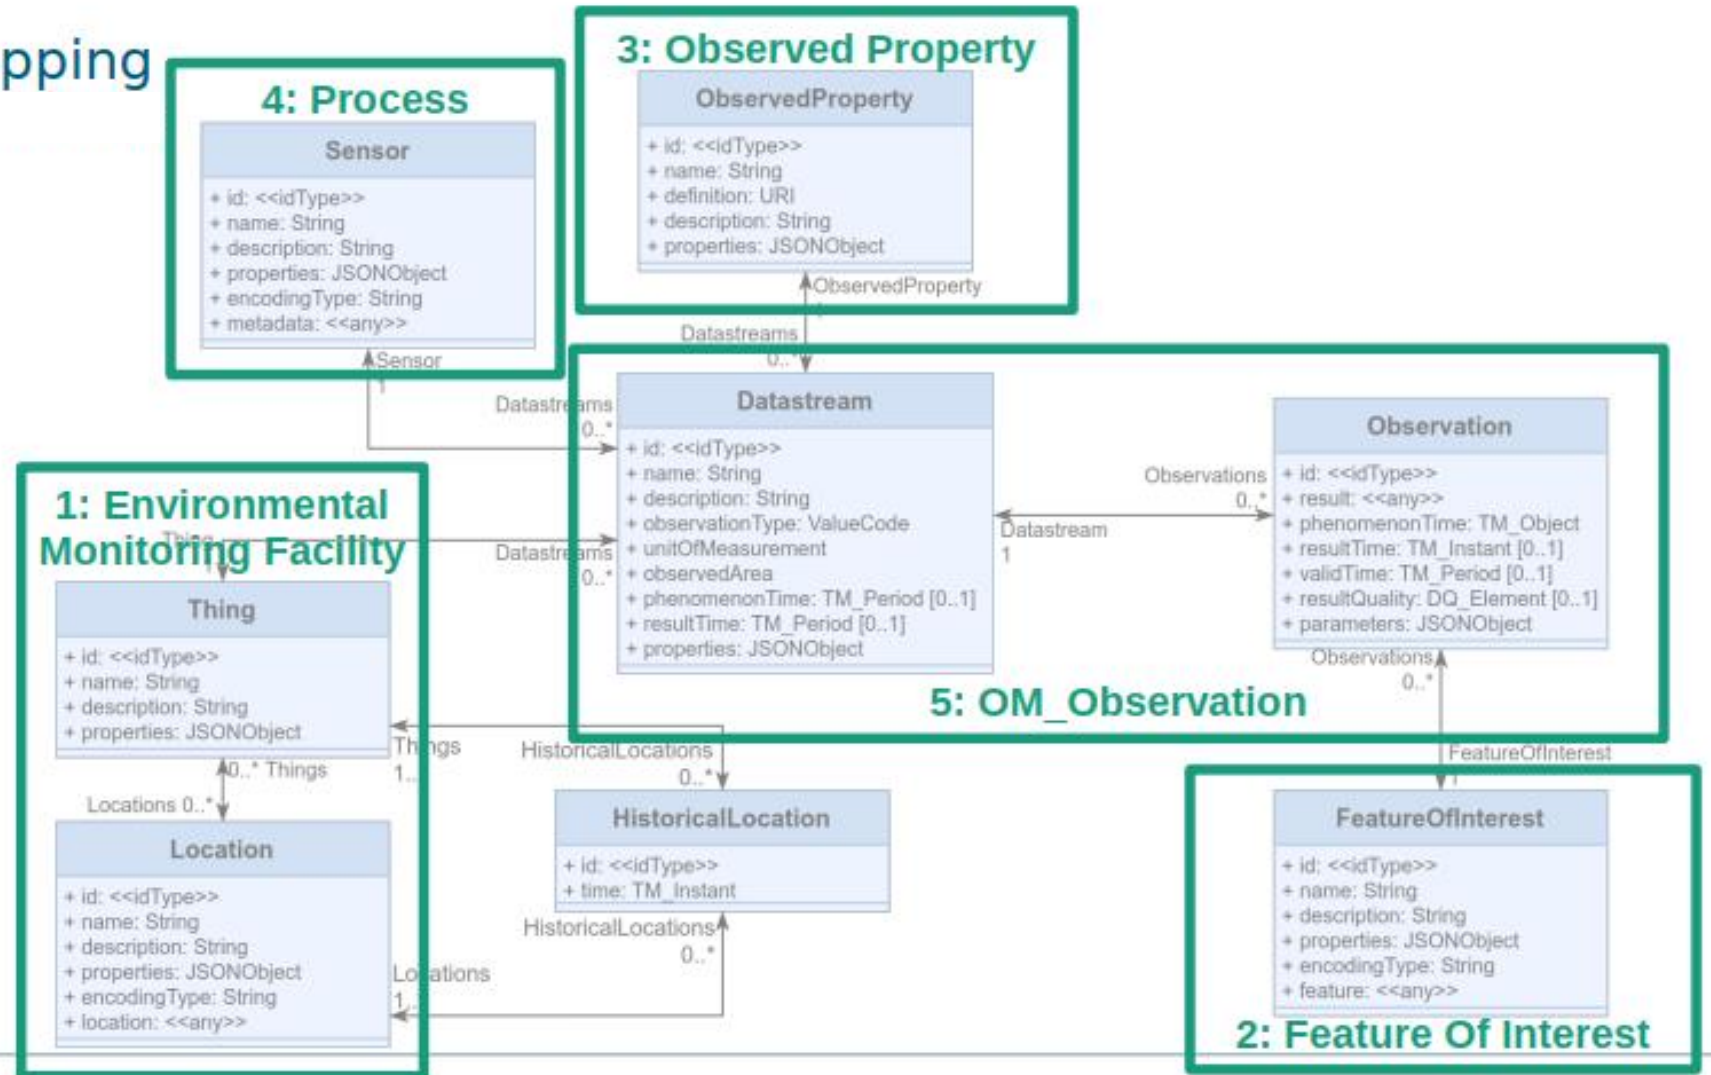 pping
4: Process
Sensor
+ id: <<idType>>
+ name: String
+ description: String
+ properties: JSONObject
+ encodingType: String
+ metadata: <<any>>
Sensor
1
3: Observed Property
ObservedProperty
+ id: <<idType>>
+ name: String
+ definition: URI
+ description: String
+ properties: JSONObject
ObservedProperty
Datastreams
0..*
Datastreams
0..*
Datastream
+ id: <<idType>>
+ name: String
+ description: String
+ observationType: ValueCode
+ unitOfMeasurement
+ observedArea
+ phenomenonTime: TM_Period [0..1]
+ resultTime: TM_Period [0..1]
+ properties: JSONObject
Datastreams
0..*
Observations
0..*
Datastream
1
Observation
+ id: <<idType>>
+ result: <<any>>
+ phenomenonTime: TM_Object
+ resultTime: TM_Instant [0..1]
+ validTime: TM_Period [0..1]
+ resultQuality: DQ_Element [0..1]
+ parameters: JSONObject
Observations
0..*
5: OM_Observation
1: Environmental
Monitoring Facility
Thing
Thing
+ id: <<idType>>
+ name: String
+ description: String
+ properties: JSONObject
Things
1..
0..* Things
Locations 0..*
HistoricalLocations
0..*
Location
+ id: <<idType>>
+ name: String
+ description: String
+ properties: JSONObject
+ encodingType: String
+ location: <<any>>
HistoricalLocation
+ id: <<idType>>
+ time: TM_Instant
HistoricalLocations
0..*
Locations
1..
FeatureOfInterest
1
FeatureOfInterest
+ id: <<idType>>
+ name: String
+ description: String
+ properties: JSONObject
+ encodingType: String
+ feature: <<any>>
2: Feature Of Interest